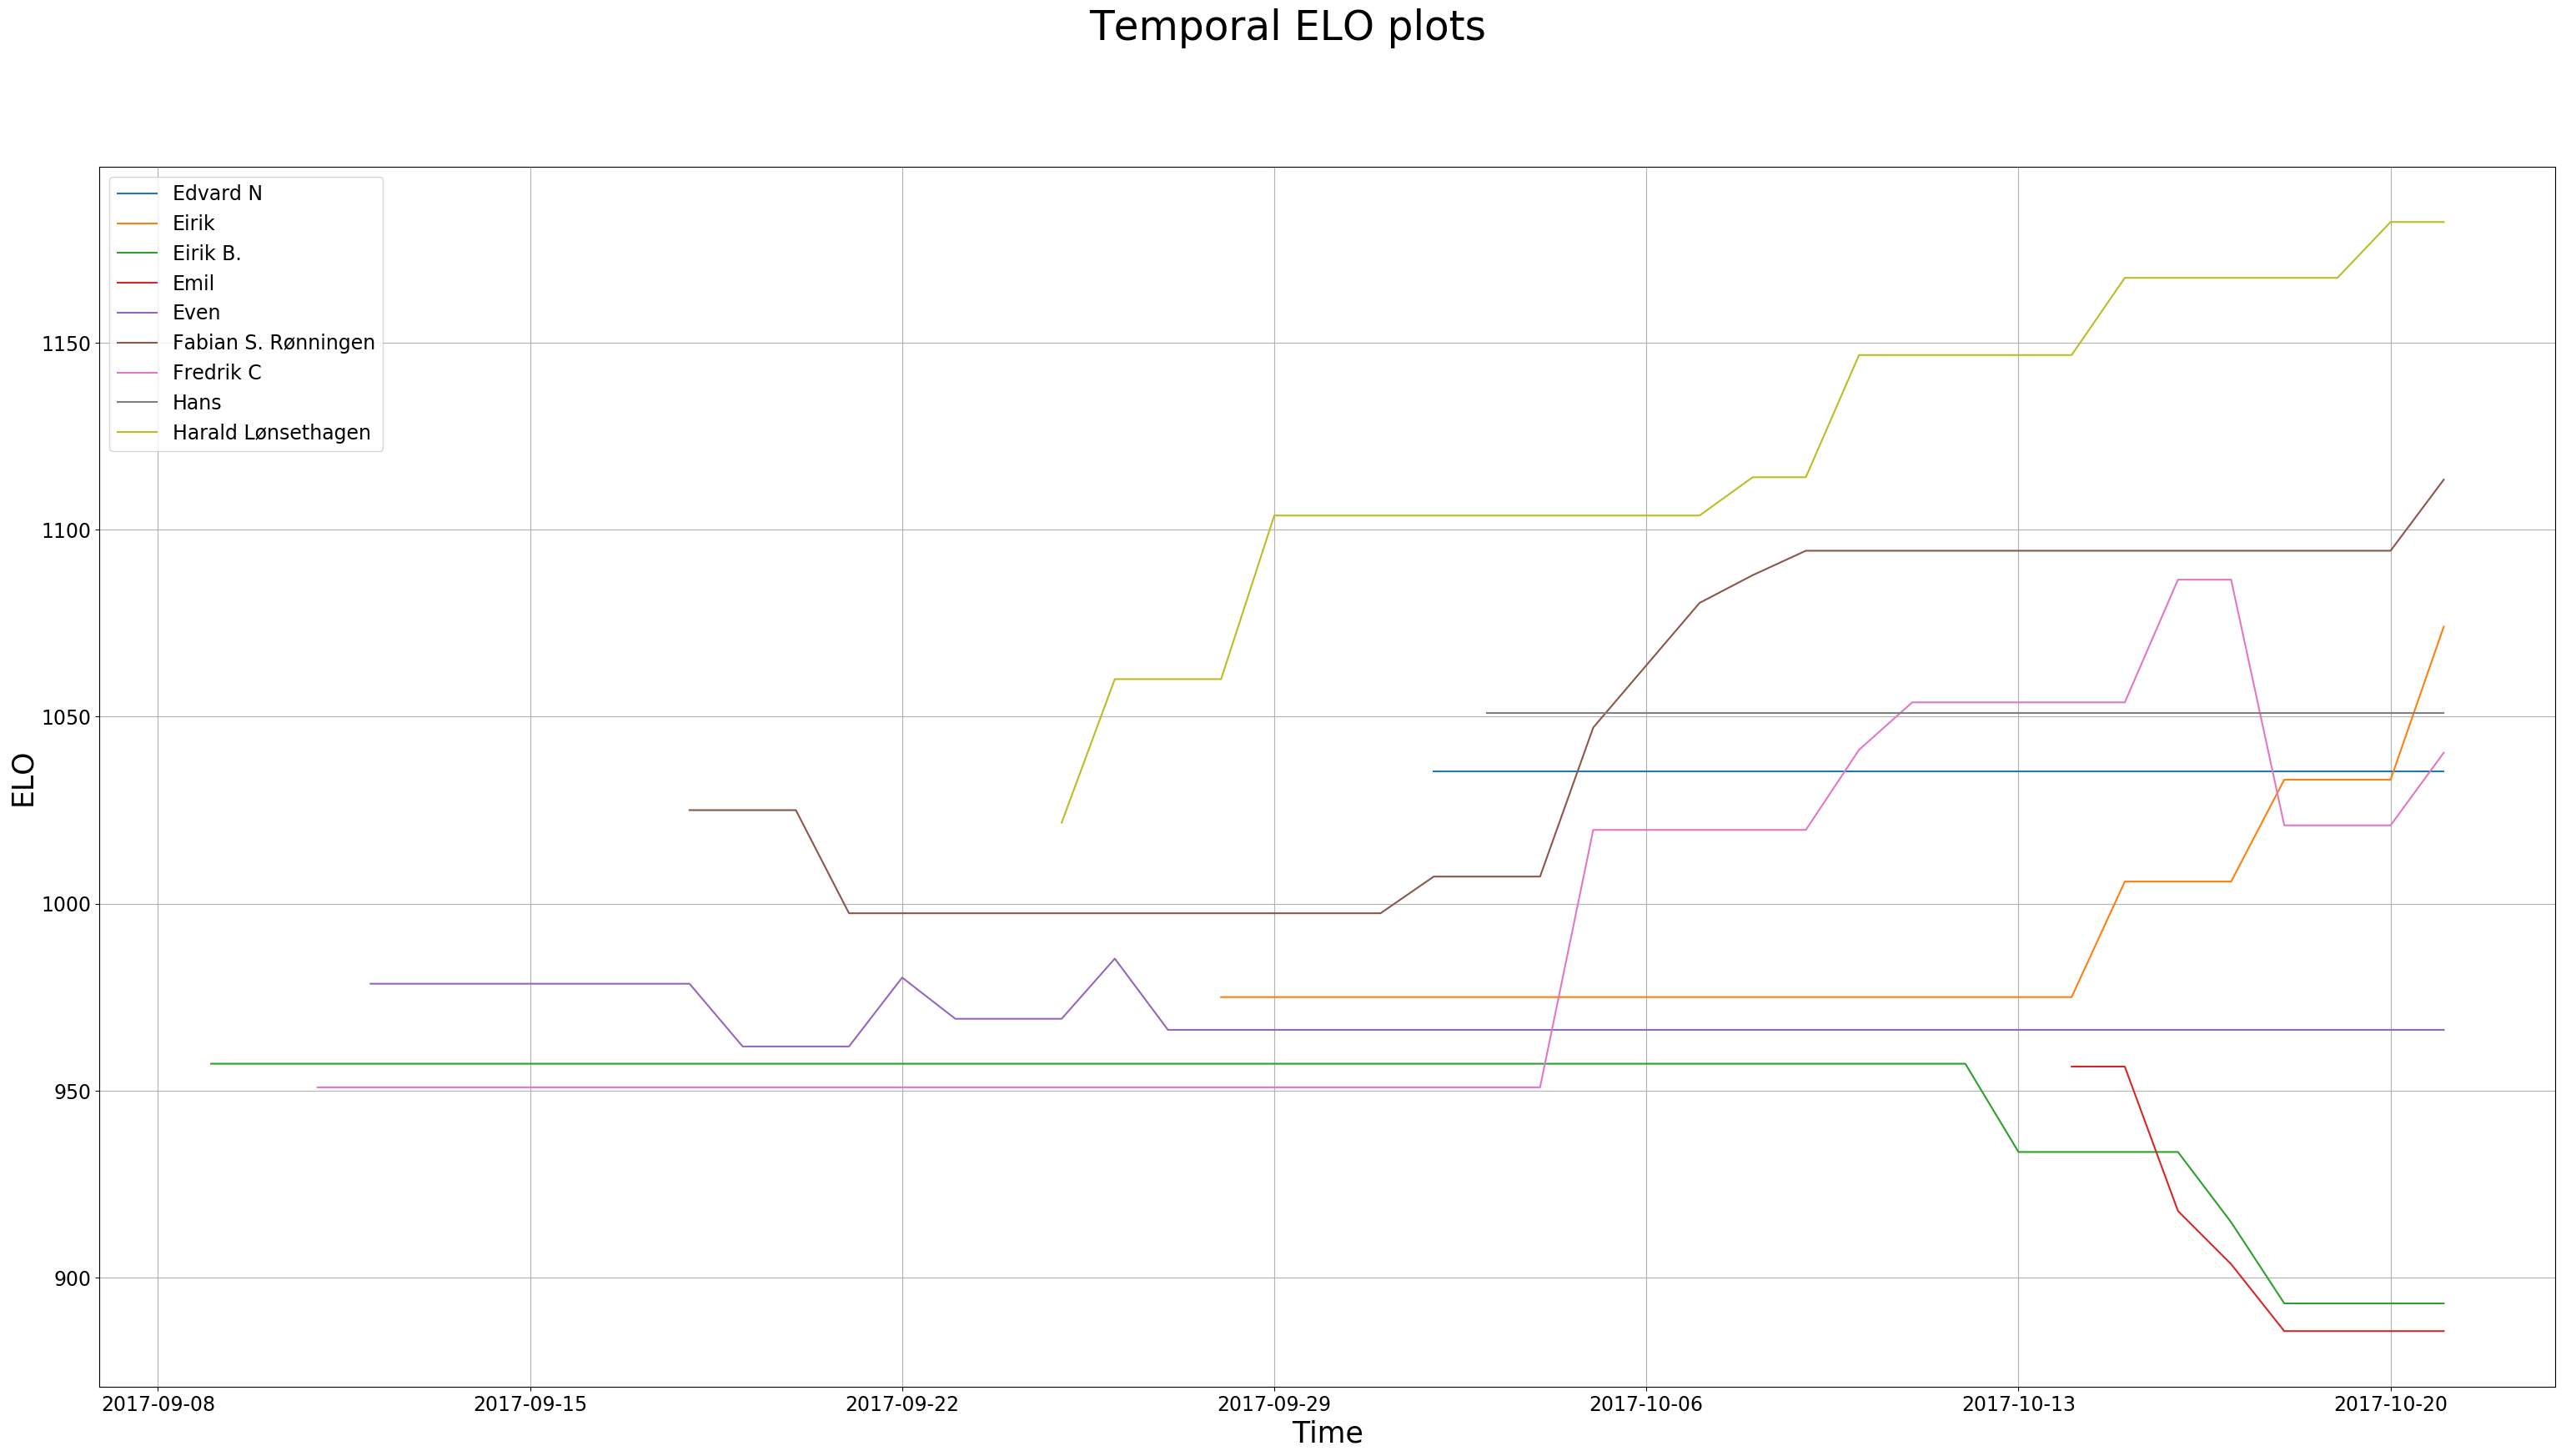 Temporal ELO plots
Edvard N
Eirik
Eirik B.
Emil
Even
Fabian S. Rønningen
Fredrik C
Hans
Harald Lønsethagen
1150
1100
1050
1000
950
900
ELO
2017-09-08 2017-09-15 2017-09-22 2017-09-29 2017-10-06 2017-10-13 2017-10-20
Time